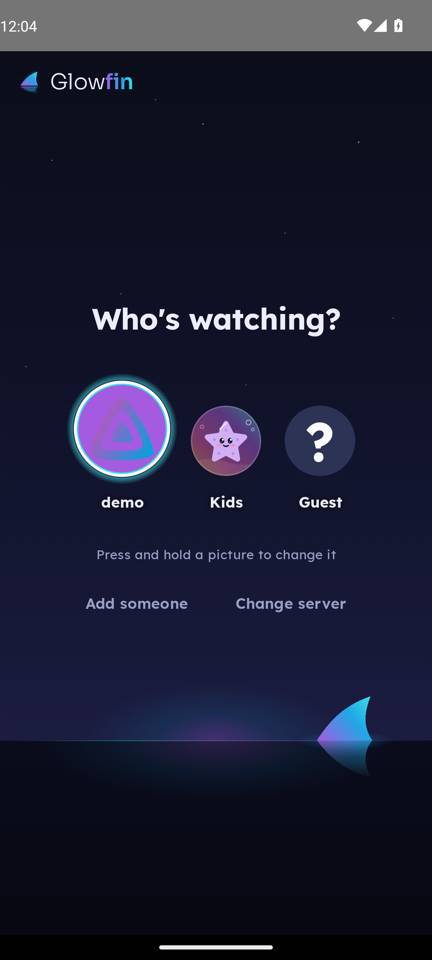 12:04
Glowfin
Who's watching?
?
demo
Kids
Guest
Press and hold a picture to change it
Add someone
Change server